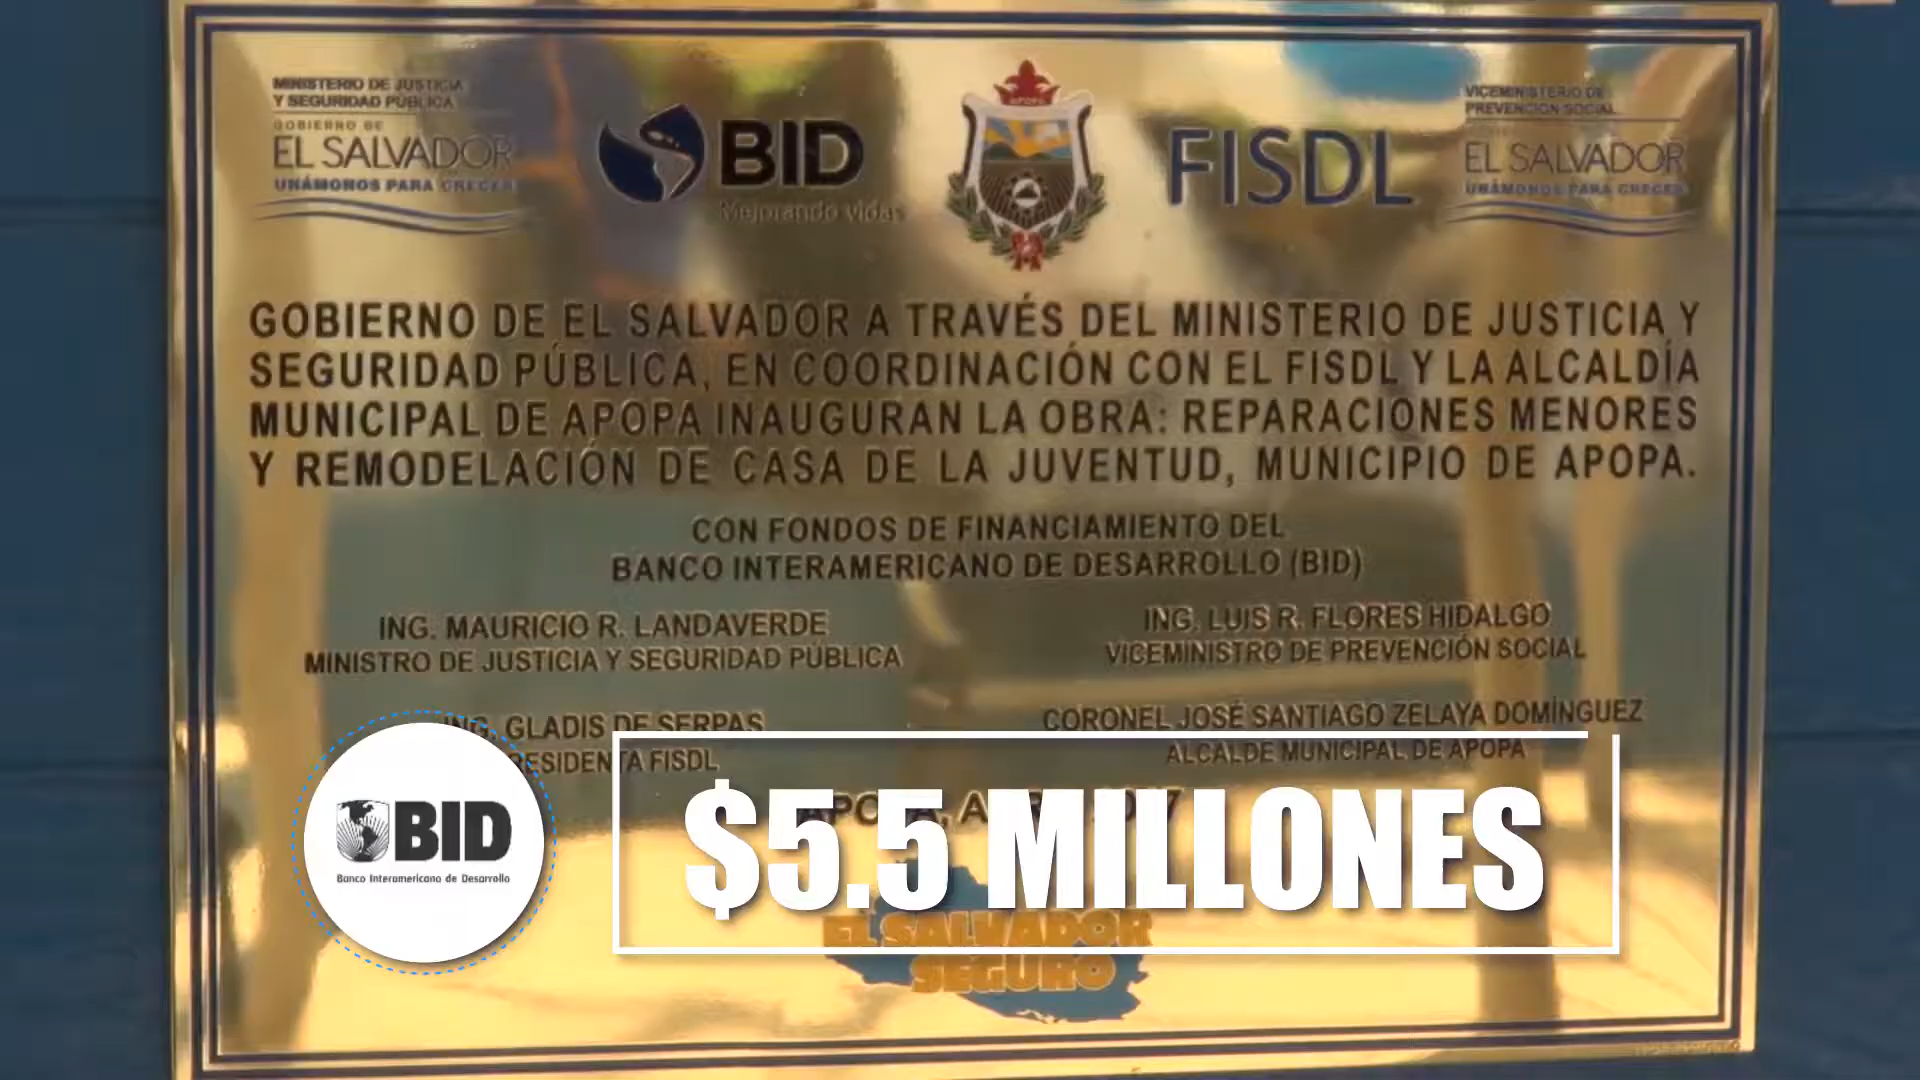 MINISTERIO DE JUSTICIA
Y SEGURIDAD PÚBLICA
GOBIERNO DE
EL SALVADOR
UNÁMONOS PARA CRECER
BID
Mejorando vidas
APOPA
FISDL
VICEMINISTERIO DE
PREVENCIÓN SOCIAL
EL SALVADOR
UNÁMONOS PARA CRECER
GOBIERNO DE EL SALVADOR A TRAVÉS DEL MINISTERIO DE JUSTICIA Y
SEGURIDAD PÚBLICA, EN COORDINACIÓN CON EL FISDL Y LA ALCALDÍA
MUNICIPAL DE APOPA INAUGURAN LA OBRA: REPARACIONES MENORES
Y REMODELACIÓN DE CASA DE LA JUVENTUD, MUNICIPIO DE APOPA.
CON FONDOS DE FINANCIAMIENTO DEL
BANCO INTERAMERICANO DE DESARROLLO (BID)
ING. MAURICIO R. LANDAVERDE
MINISTRO DE JUSTICIA Y SEGURIDAD PÚBLICA
ING. LUIS R. FLORES HIDALGO
VICEMINISTRO DE PREVENCIÓN SOCIAL
ING. GLADIS DE SERPAS
PRESIDENTA FISDL
CORONEL JOSÉ SANTIAGO ZELAYA DOMÍNGUEZ
ALCALDE MUNICIPAL DE APOPA
BID
Banco Interamericano de Desarrollo
$5.5 MILLONES
EL SALVADOR
SEGURO